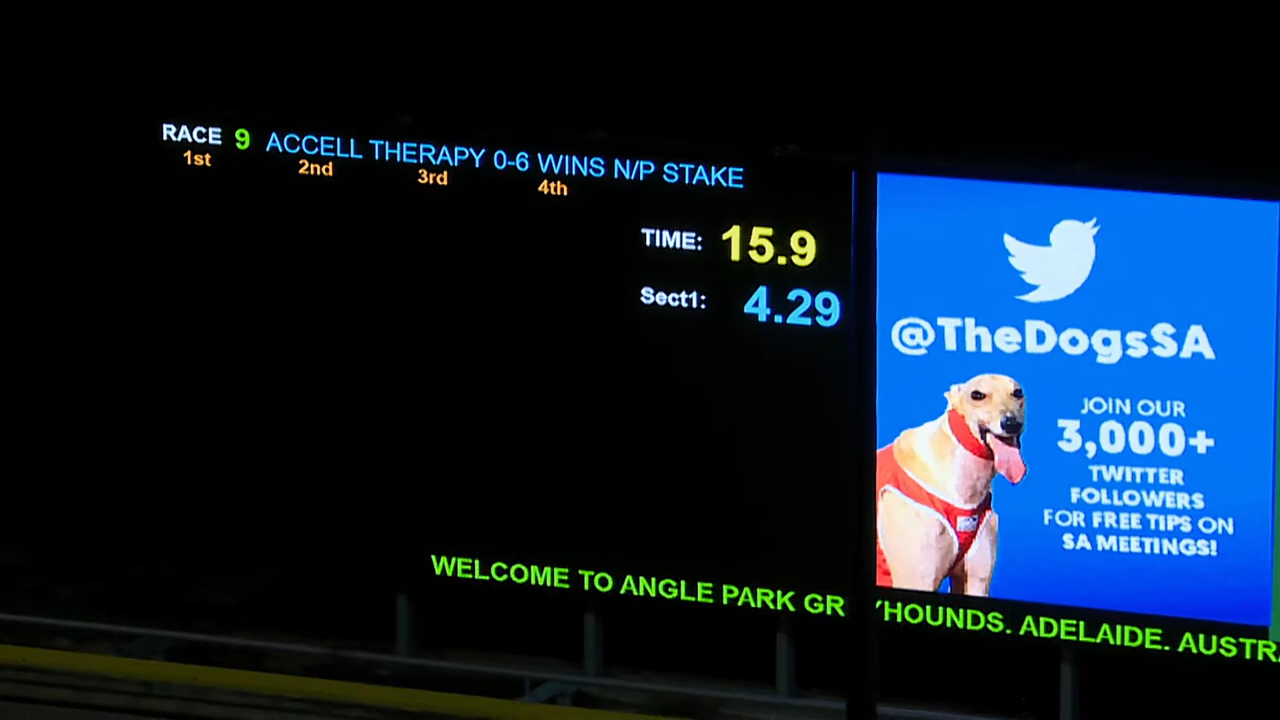 RACE 9 ACCELL THERAPY 0-6 WINS N/P STAKE
1st 2nd 3rd 4th
TIME: 15.9
Sect1: 4.29
@TheDogsSA
JOIN OUR
3,000+
TWITTER
FOLLOWERS
FOR FREE TIPS ON
SA MEETINGS!
WELCOME TO ANGLE PARK GR YHOUNDS. ADELAIDE. AUSTRA